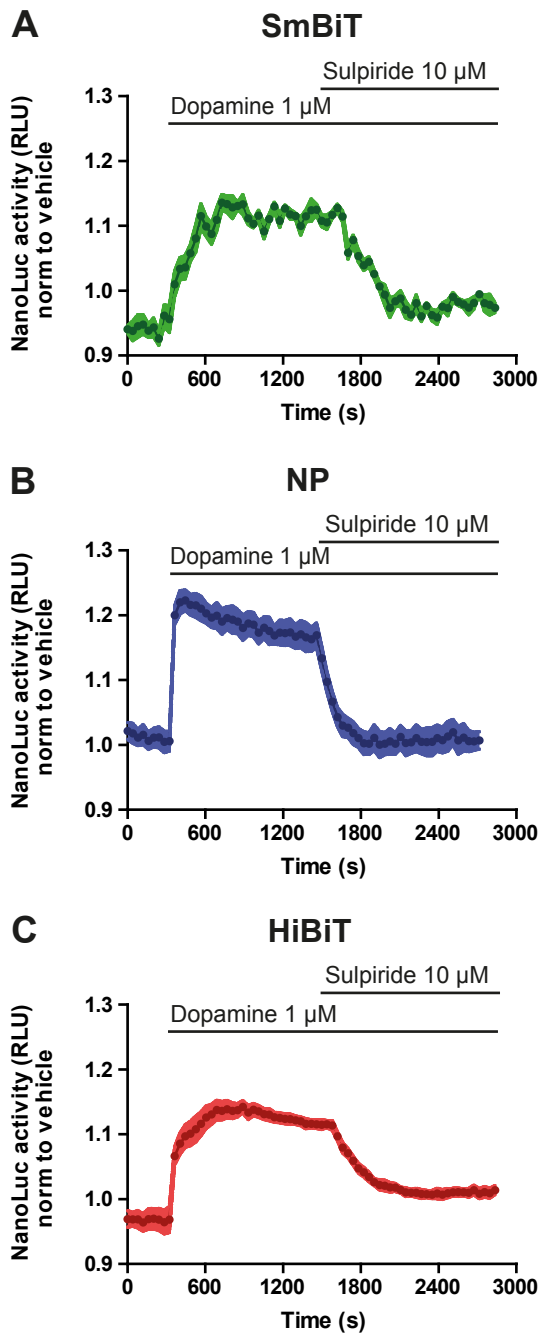 A
SmBiT
Sulpiride 10 µM
Dopamine 1 µM
NanoLuc activity (RLU)
norm to vehicle
1.3
1.2
1.1
1.0
0.9
0
600
1200
1800
2400
3000
Time (s)
B
NP
Sulpiride 10 µM
Dopamine 1 µM
NanoLuc activity (RLU)
norm to vehicle
1.3
1.2
1.1
1.0
0.9
0
600
1200
1800
2400
3000
Time (s)
C
HiBiT
Sulpiride 10 µM
Dopamine 1 µM
NanoLuc activity (RLU)
norm to vehicle
1.3
1.2
1.1
1.0
0.9
0
600
1200
1800
2400
3000
Time (s)